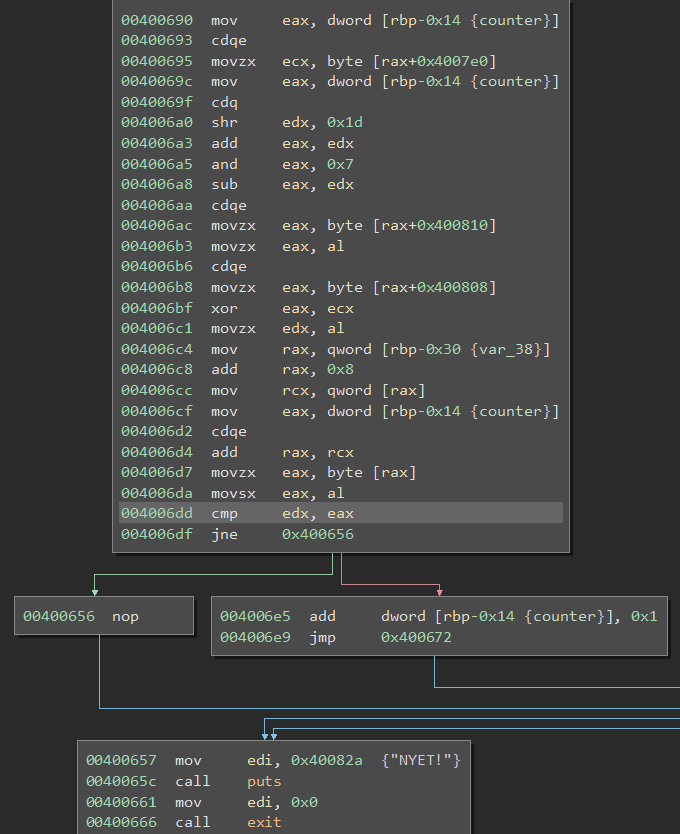 00400690 mov eax, dword [rbp-0x14 {counter}]
00400693 cdqe
00400695 movzx ecx, byte [rax+0x4007e0]
0040069c mov eax, dword [rbp-0x14 {counter}]
0040069f cdq
004006a0 shr edx, 0x1d
004006a3 add eax, edx
004006a5 and eax, 0x7
004006a8 sub eax, edx
004006aa cdqe
004006ac movzx eax, byte [rax+0x400810]
004006b3 movzx eax, al
004006b6 cdqe
004006b8 movzx eax, byte [rax+0x400808]
004006bf xor eax, ecx
004006c1 movzx edx, al
004006c4 mov rax, qword [rbp-0x30 {var_38}]
004006c8 add rax, 0x8
004006cc mov rcx, qword [rax]
004006cf mov eax, dword [rbp-0x14 {counter}]
004006d2 cdqe
004006d4 add rax, rcx
004006d7 movzx eax, byte [rax]
004006da movsx eax, al
004006dd cmp edx, eax
004006df jne 0x400656
00400656 nop
004006e5 add dword [rbp-0x14 {counter}], 0x1
004006e9 jmp 0x400672
00400657 mov edi, 0x40082a {"NYET!"}
0040065c call puts
00400661 mov edi, 0x0
00400666 call exit